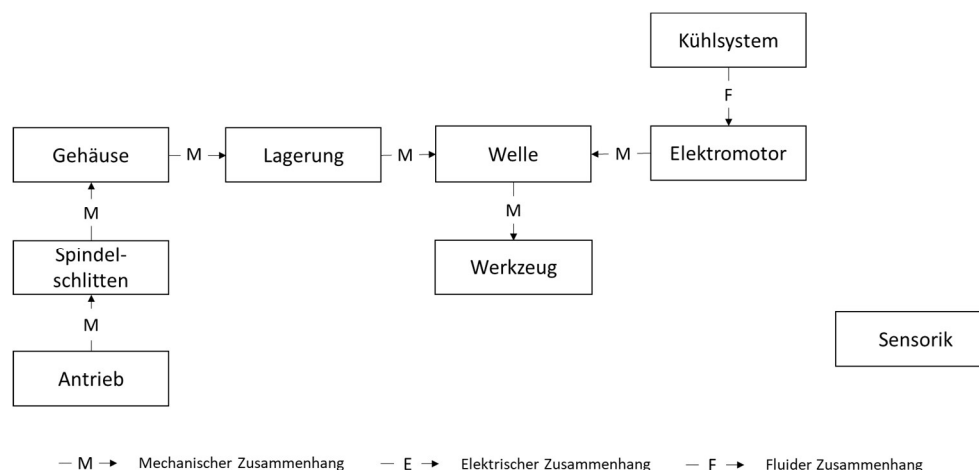 Kühlsystem
F
Gehäuse
M
Lagerung
M
Welle
M
Elektromotor
M
M
Spindel-
schlitten
Werkzeug
M
Sensorik
Antrieb
M Mechanischer Zusammenhang E Elektrischer Zusammenhang F Fluider Zusammenhang